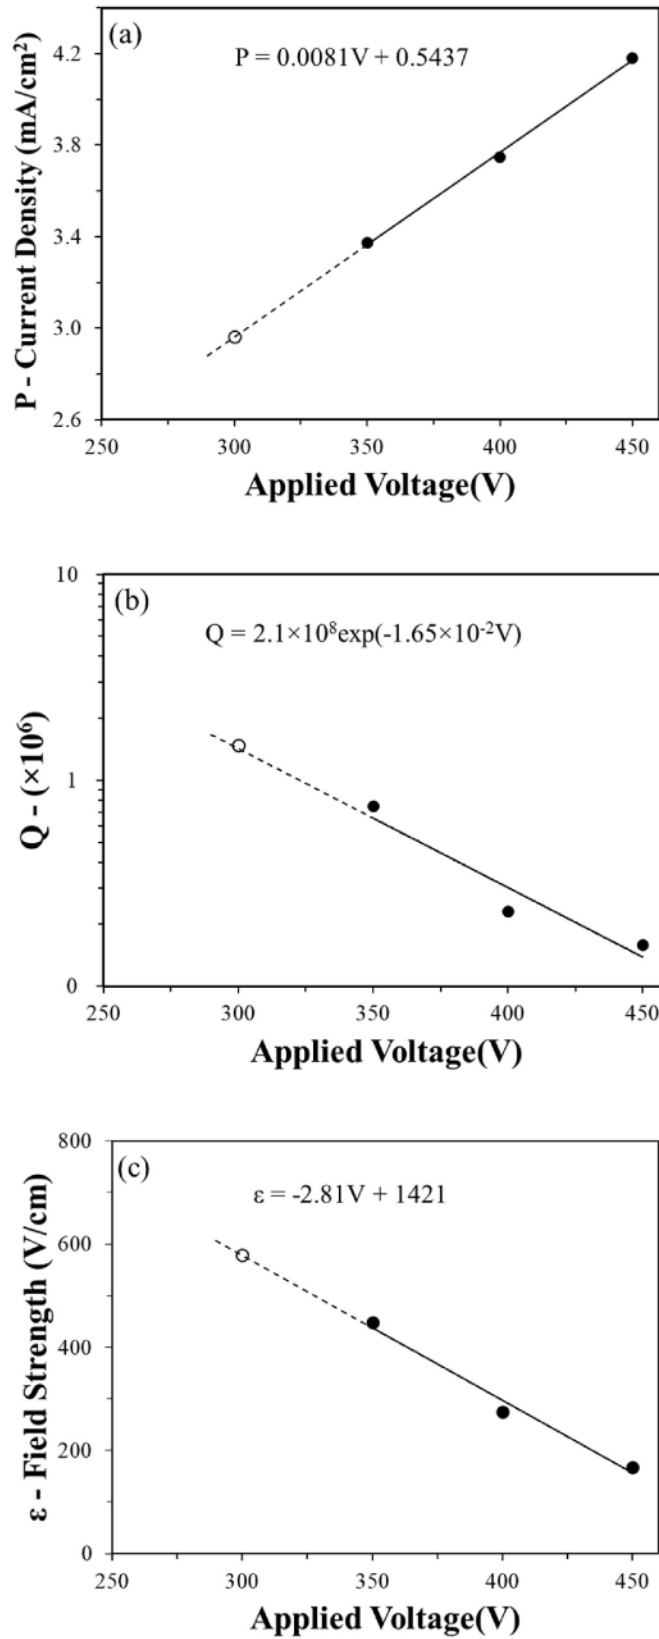 (a)
P = 0.0081V + 0.5437
P - Current Density (mA/cm²)
4.2
3.8
3.4
3.0
2.6
250 300 350 400 450
Applied Voltage(V)
(b)
Q = 2.1×10⁸exp(-1.65×10⁻²V)
Q - (×10⁶)
10
1
0
250 300 350 400 450
Applied Voltage(V)
(c)
ε = -2.81V + 1421
ε - Field Strength (V/cm)
800
600
400
200
0
250 300 350 400 450
Applied Voltage(V)